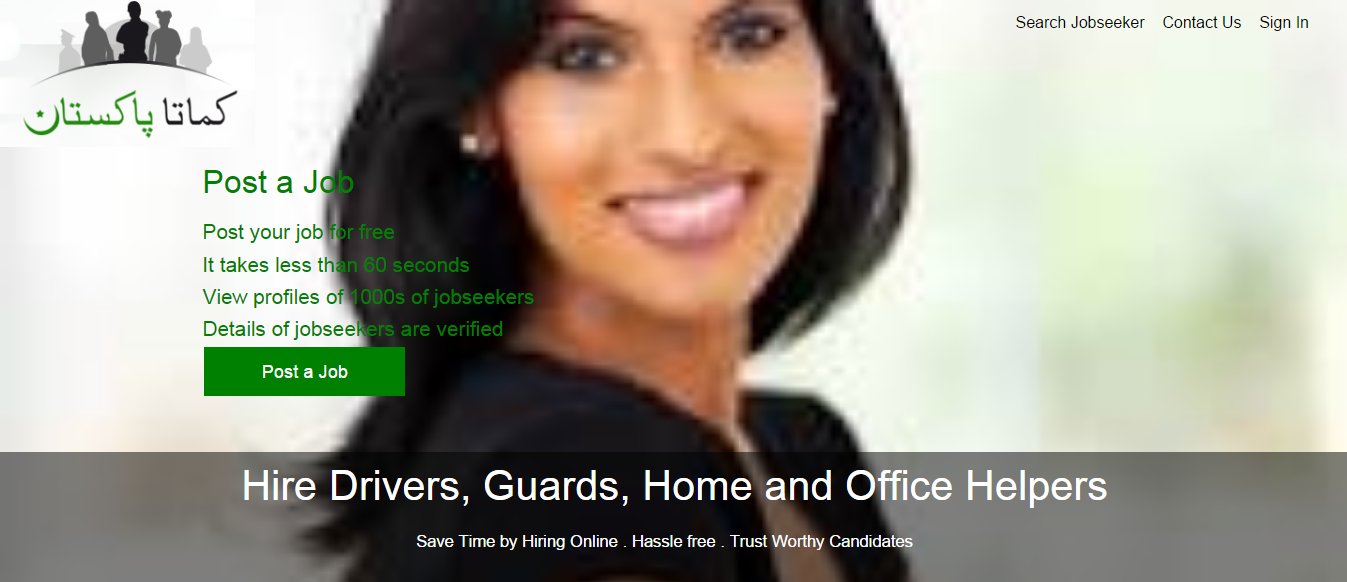 Search Jobseeker Contact Us Sign In
کماتا پاکستان
Post a Job
Post your job for free
It takes less than 60 seconds
View profiles of 1000s of jobseekers
Details of jobseekers are verified
Post a Job
Hire Drivers, Guards, Home and Office Helpers
Save Time by Hiring Online . Hassle free . Trust Worthy Candidates